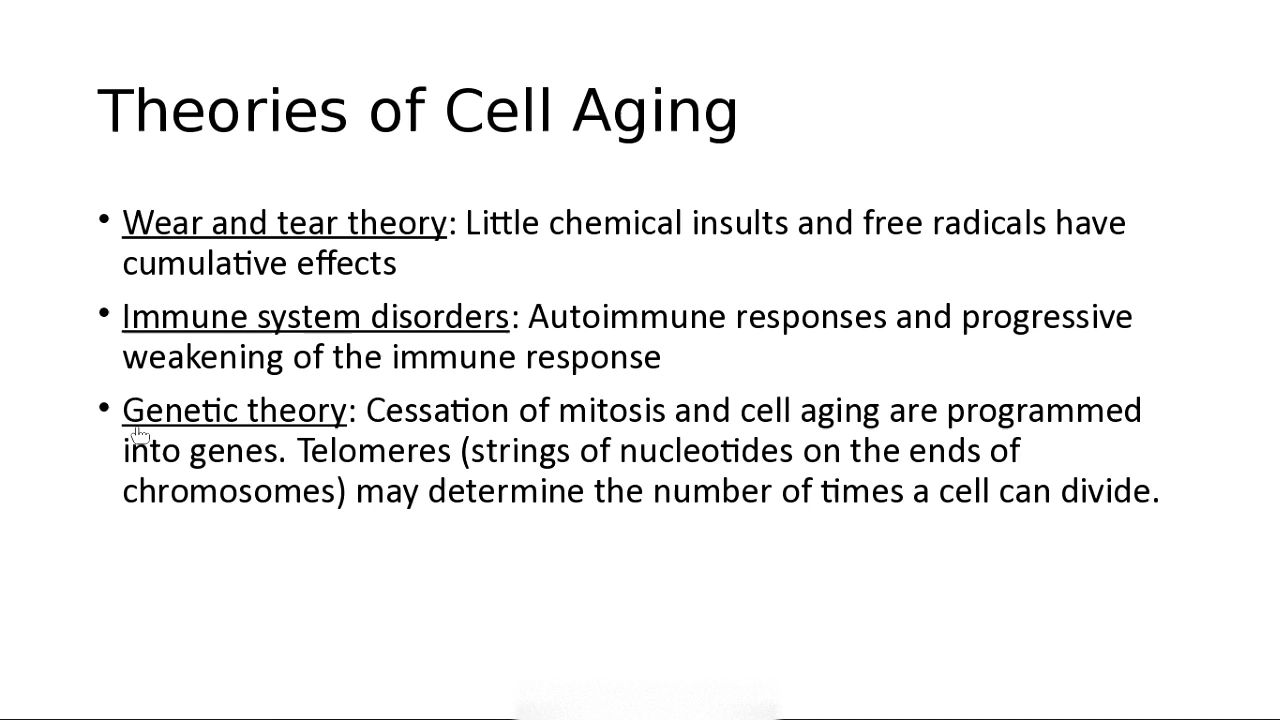 Theories of Cell Aging
• Wear and tear theory: Little chemical insults and free radicals have
cumulative effects
• Immune system disorders: Autoimmune responses and progressive
weakening of the immune response
• Genetic theory: Cessation of mitosis and cell aging are programmed
into genes. Telomeres (strings of nucleotides on the ends of
chromosomes) may determine the number of times a cell can divide.